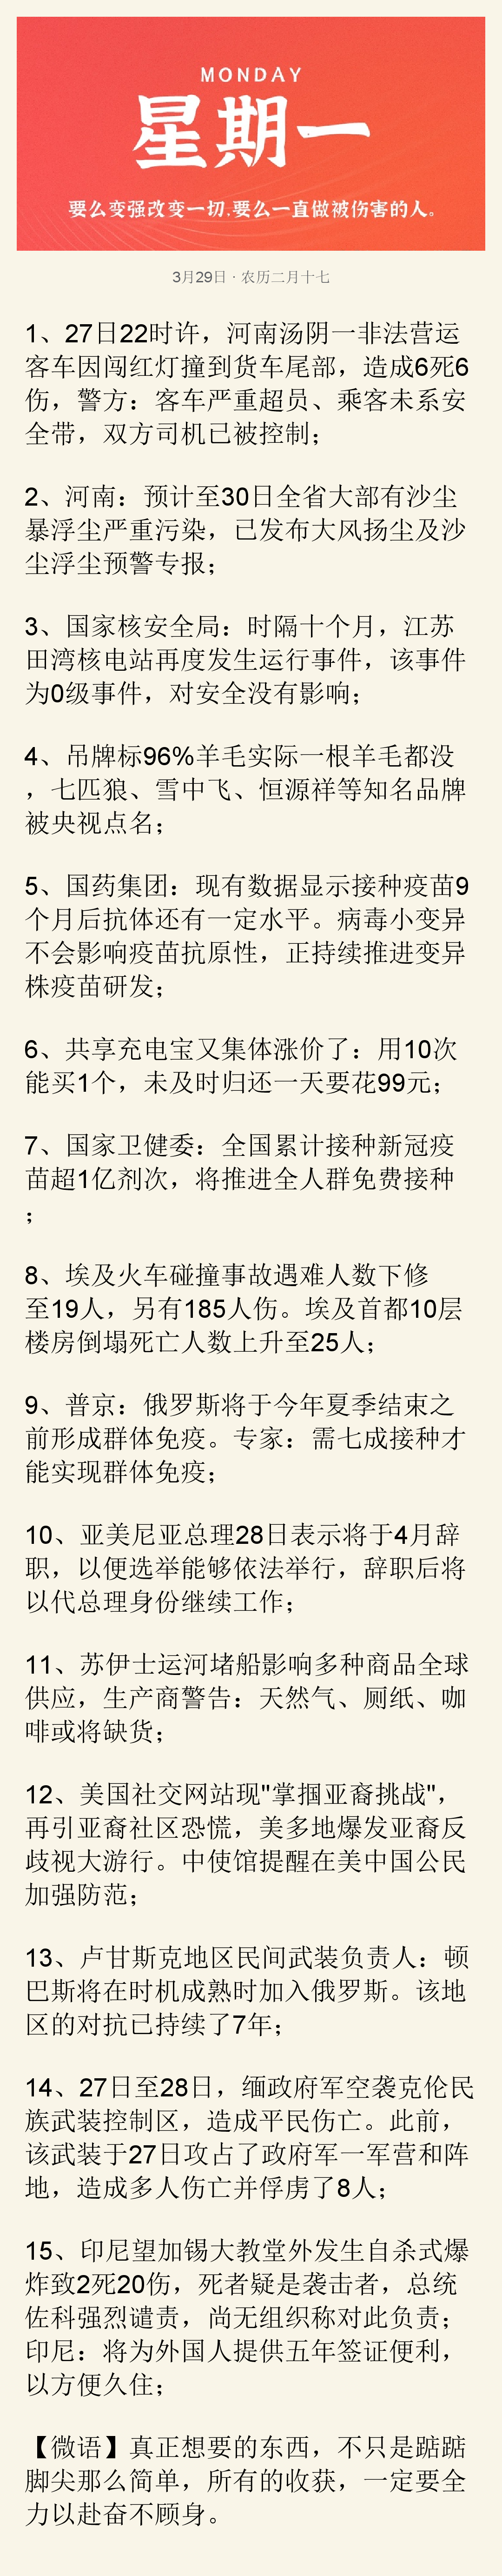 MONDAY
星期一
要么变强改变一切,要么一直做被伤害的人。
3月29日 · 农历二月十七
1、27日22时许，河南汤阴一非法营运
客车因闯红灯撞到货车尾部，造成6死6
伤，警方：客车严重超员、乘客未系安
全带，双方司机已被控制；
2、河南：预计至30日全省大部有沙尘
暴浮尘严重污染，已发布大风扬尘及沙
尘浮尘预警专报；
3、国家核安全局：时隔十个月，江苏
田湾核电站再度发生运行事件，该事件
为0级事件，对安全没有影响；
4、吊牌标96%羊毛实际一根羊毛都没
，七匹狼、雪中飞、恒源祥等知名品牌
被央视点名；
5、国药集团：现有数据显示接种疫苗9
个月后抗体还有一定水平。病毒小变异
不会影响疫苗抗原性，正持续推进变异
株疫苗研发；
6、共享充电宝又集体涨价了：用10次
能买1个，未及时归还一天要花99元；
7、国家卫健委：全国累计接种新冠疫
苗超1亿剂次，将推进全人群免费接种
；
8、埃及火车碰撞事故遇难人数下修
至19人，另有185人伤。埃及首都10层
楼房倒塌死亡人数上升至25人；
9、普京：俄罗斯将于今年夏季结束之
前形成群体免疫。专家：需七成接种才
能实现群体免疫；
10、亚美尼亚总理28日表示将于4月辞
职，以便选举能够依法举行，辞职后将
以代总理身份继续工作；
11、苏伊士运河堵船影响多种商品全球
供应，生产商警告：天然气、厕纸、咖
啡或将缺货；
12、美国社交网站现"掌掴亚裔挑战"，
再引亚裔社区恐慌，美多地爆发亚裔反
歧视大游行。中使馆提醒在美中国公民
加强防范；
13、卢甘斯克地区民间武装负责人：顿
巴斯将在时机成熟时加入俄罗斯。该地
区的对抗已持续了7年；
14、27日至28日，缅政府军空袭克伦民
族武装控制区，造成平民伤亡。此前，
该武装于27日攻占了政府军一军营和阵
地，造成多人伤亡并俘虏了8人；
15、印尼望加锡大教堂外发生自杀式爆
炸致2死20伤，死者疑是袭击者，总统
佐科强烈谴责，尚无组织称对此负责；
印尼：将为外国人提供五年签证便利，
以方便久住；
【微语】真正想要的东西，不只是踮踮
脚尖那么简单，所有的收获，一定要全
力以赴奋不顾身。